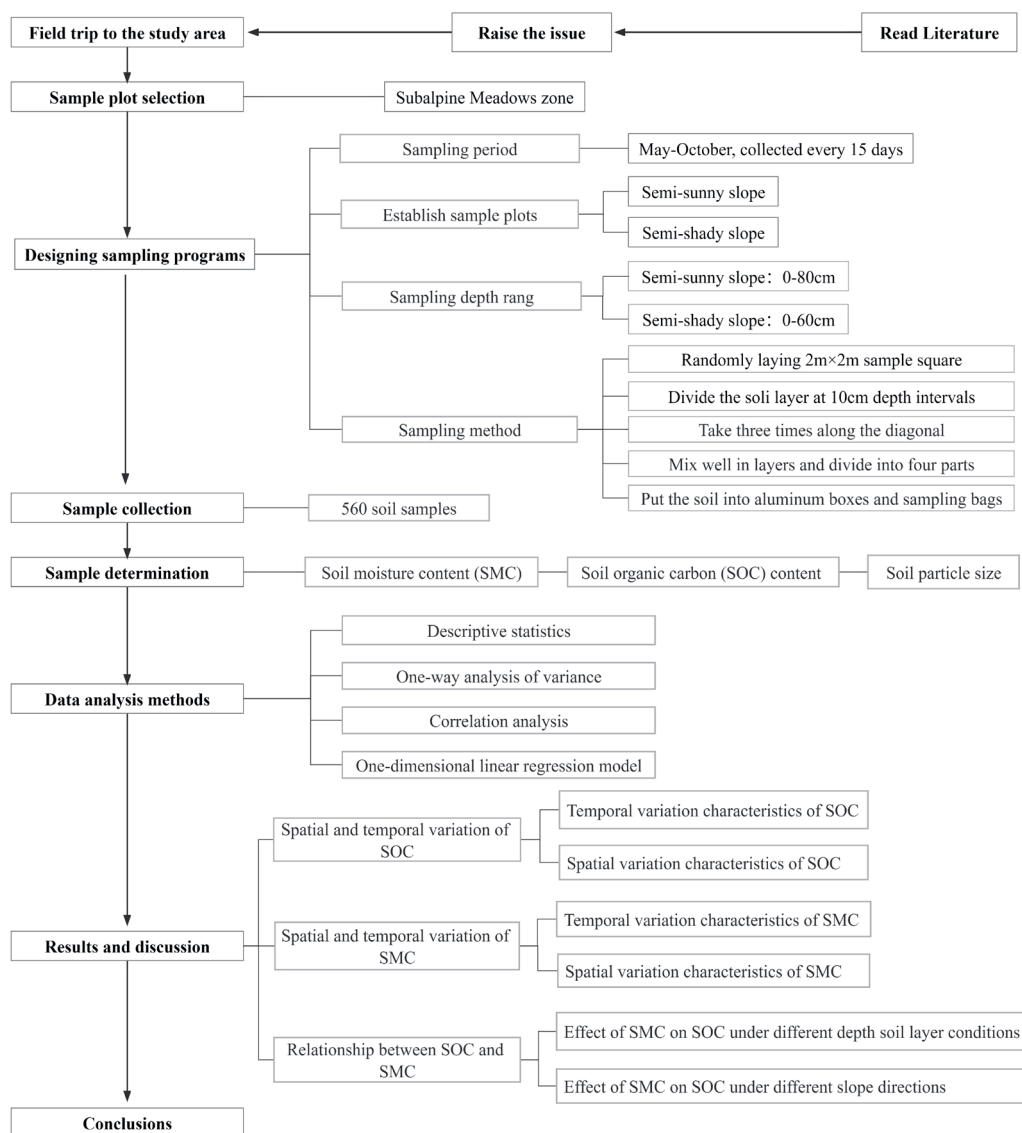 Field trip to the study area
Raise the issue
Read Literature
Sample plot selection
Subalpine Meadows zone
Sampling period
May-October, collected every 15 days
Establish sample plots
Semi-sunny slope
Semi-shady slope
Designing sampling programs
Sampling depth rang
Semi-sunny slope：0-80cm
Semi-shady slope：0-60cm
Sampling method
Randomly laying 2m×2m sample square
Divide the soli layer at 10cm depth intervals
Take three times along the diagonal
Mix well in layers and divide into four parts
Put the soil into aluminum boxes and sampling bags
Sample collection
560 soil samples
Sample determination
Soil moisture content (SMC)
Soil organic carbon (SOC) content
Soil particle size
Data analysis methods
Descriptive statistics
One-way analysis of variance
Correlation analysis
One-dimensional linear regression model
Results and discussion
Spatial and temporal variation of
SOC
Temporal variation characteristics of SOC
Spatial variation characteristics of SOC
Spatial and temporal variation of
SMC
Temporal variation characteristics of SMC
Spatial variation characteristics of SMC
Relationship between SOC and
SMC
Effect of SMC on SOC under different depth soil layer conditions
Effect of SMC on SOC under different slope directions
Conclusions